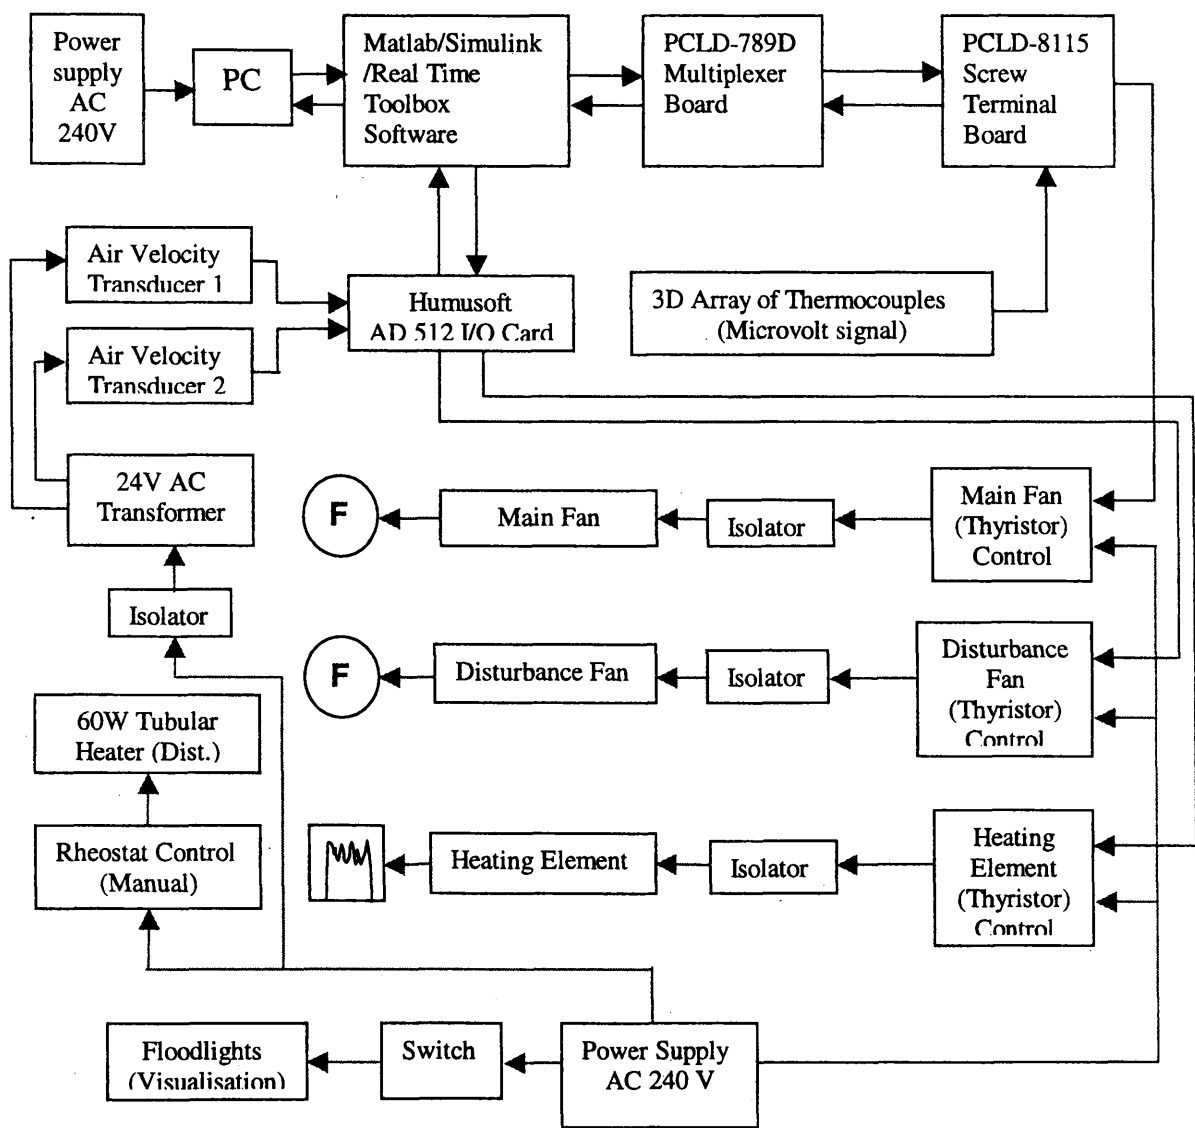 Power
supply
AC
240V
PC
Matlab/Simulink
/Real Time
Toolbox
Software
PCLD-789D
Multiplexer
Board
PCLD-8115
Screw
Terminal
Board
Air Velocity
Transducer 1
Humusoft
AD 512 I/O Card
3D Array of Thermocouples
(Microvolt signal)
Air Velocity
Transducer 2
24V AC
Transformer
F
Main Fan
Isolator
Main Fan
(Thyristor)
Control
Isolator
F
Disturbance Fan
Isolator
Disturbance
Fan
(Thyristor)
Control
60W Tubular
Heater (Dist.)
Rheostat Control
(Manual)
Heating Element
Isolator
Heating
Element
(Thyristor)
Control
Floodlights
(Visualisation)
Switch
Power Supply
AC 240 V